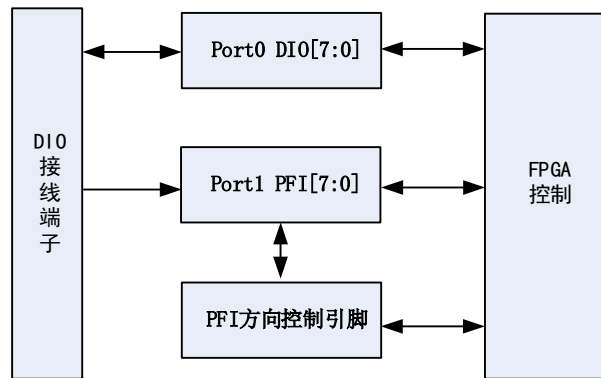 DIO
接
线
端
子
Port0 DIO[7:0]
Port1 PFI[7:0]
PFI方向控制引脚
FPGA
控制